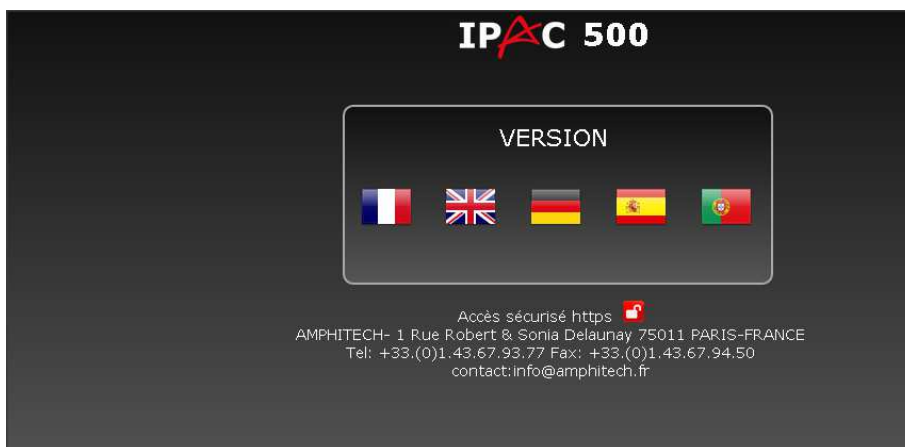 IPAC 500
VERSION
Accès sécurisé https
AMPHITECH- 1 Rue Robert & Sonia Delaunay 75011 PARIS-FRANCE
Tel: +33.(0)1.43.67.93.77 Fax: +33.(0)1.43.67.94.50
contact:info@amphitech.fr